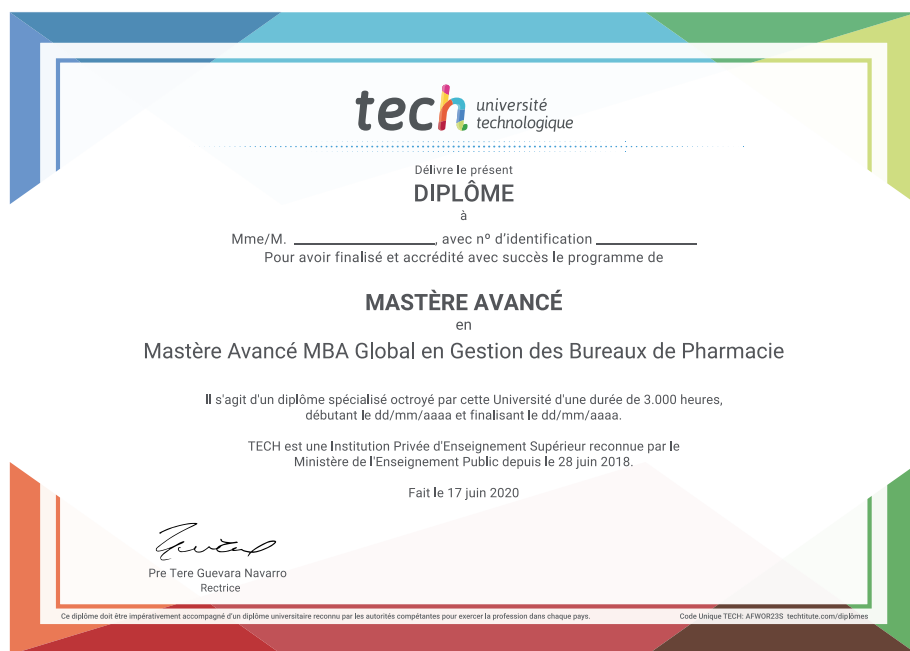 tech université
technologique
Délivre le présent
DIPLÔME
à
Mme/M. ____________________, avec nº d'identification ______________
Pour avoir finalisé et accrédité avec succès le programme de
MASTÈRE AVANCÉ
en
Mastère Avancé MBA Global en Gestion des Bureaux de Pharmacie
Il s'agit d'un diplôme spécialisé octroyé par cette Université d'une durée de 3.000 heures,
débutant le dd/mm/aaaa et finalisant le dd/mm/aaaa.
TECH est une Institution Privée d'Enseignement Supérieur reconnue par le
Ministère de l'Enseignement Public depuis le 28 juin 2018.
Fait le 17 juin 2020
Pre Tere Guevara Navarro
Rectrice
Ce diplôme doit être impérativement accompagné d'un diplôme universitaire reconnu par les autorités compétantes pour exercer la profession dans chaque pays.
Code Unique TECH: AFWOR23S techtitute.com/diplômes